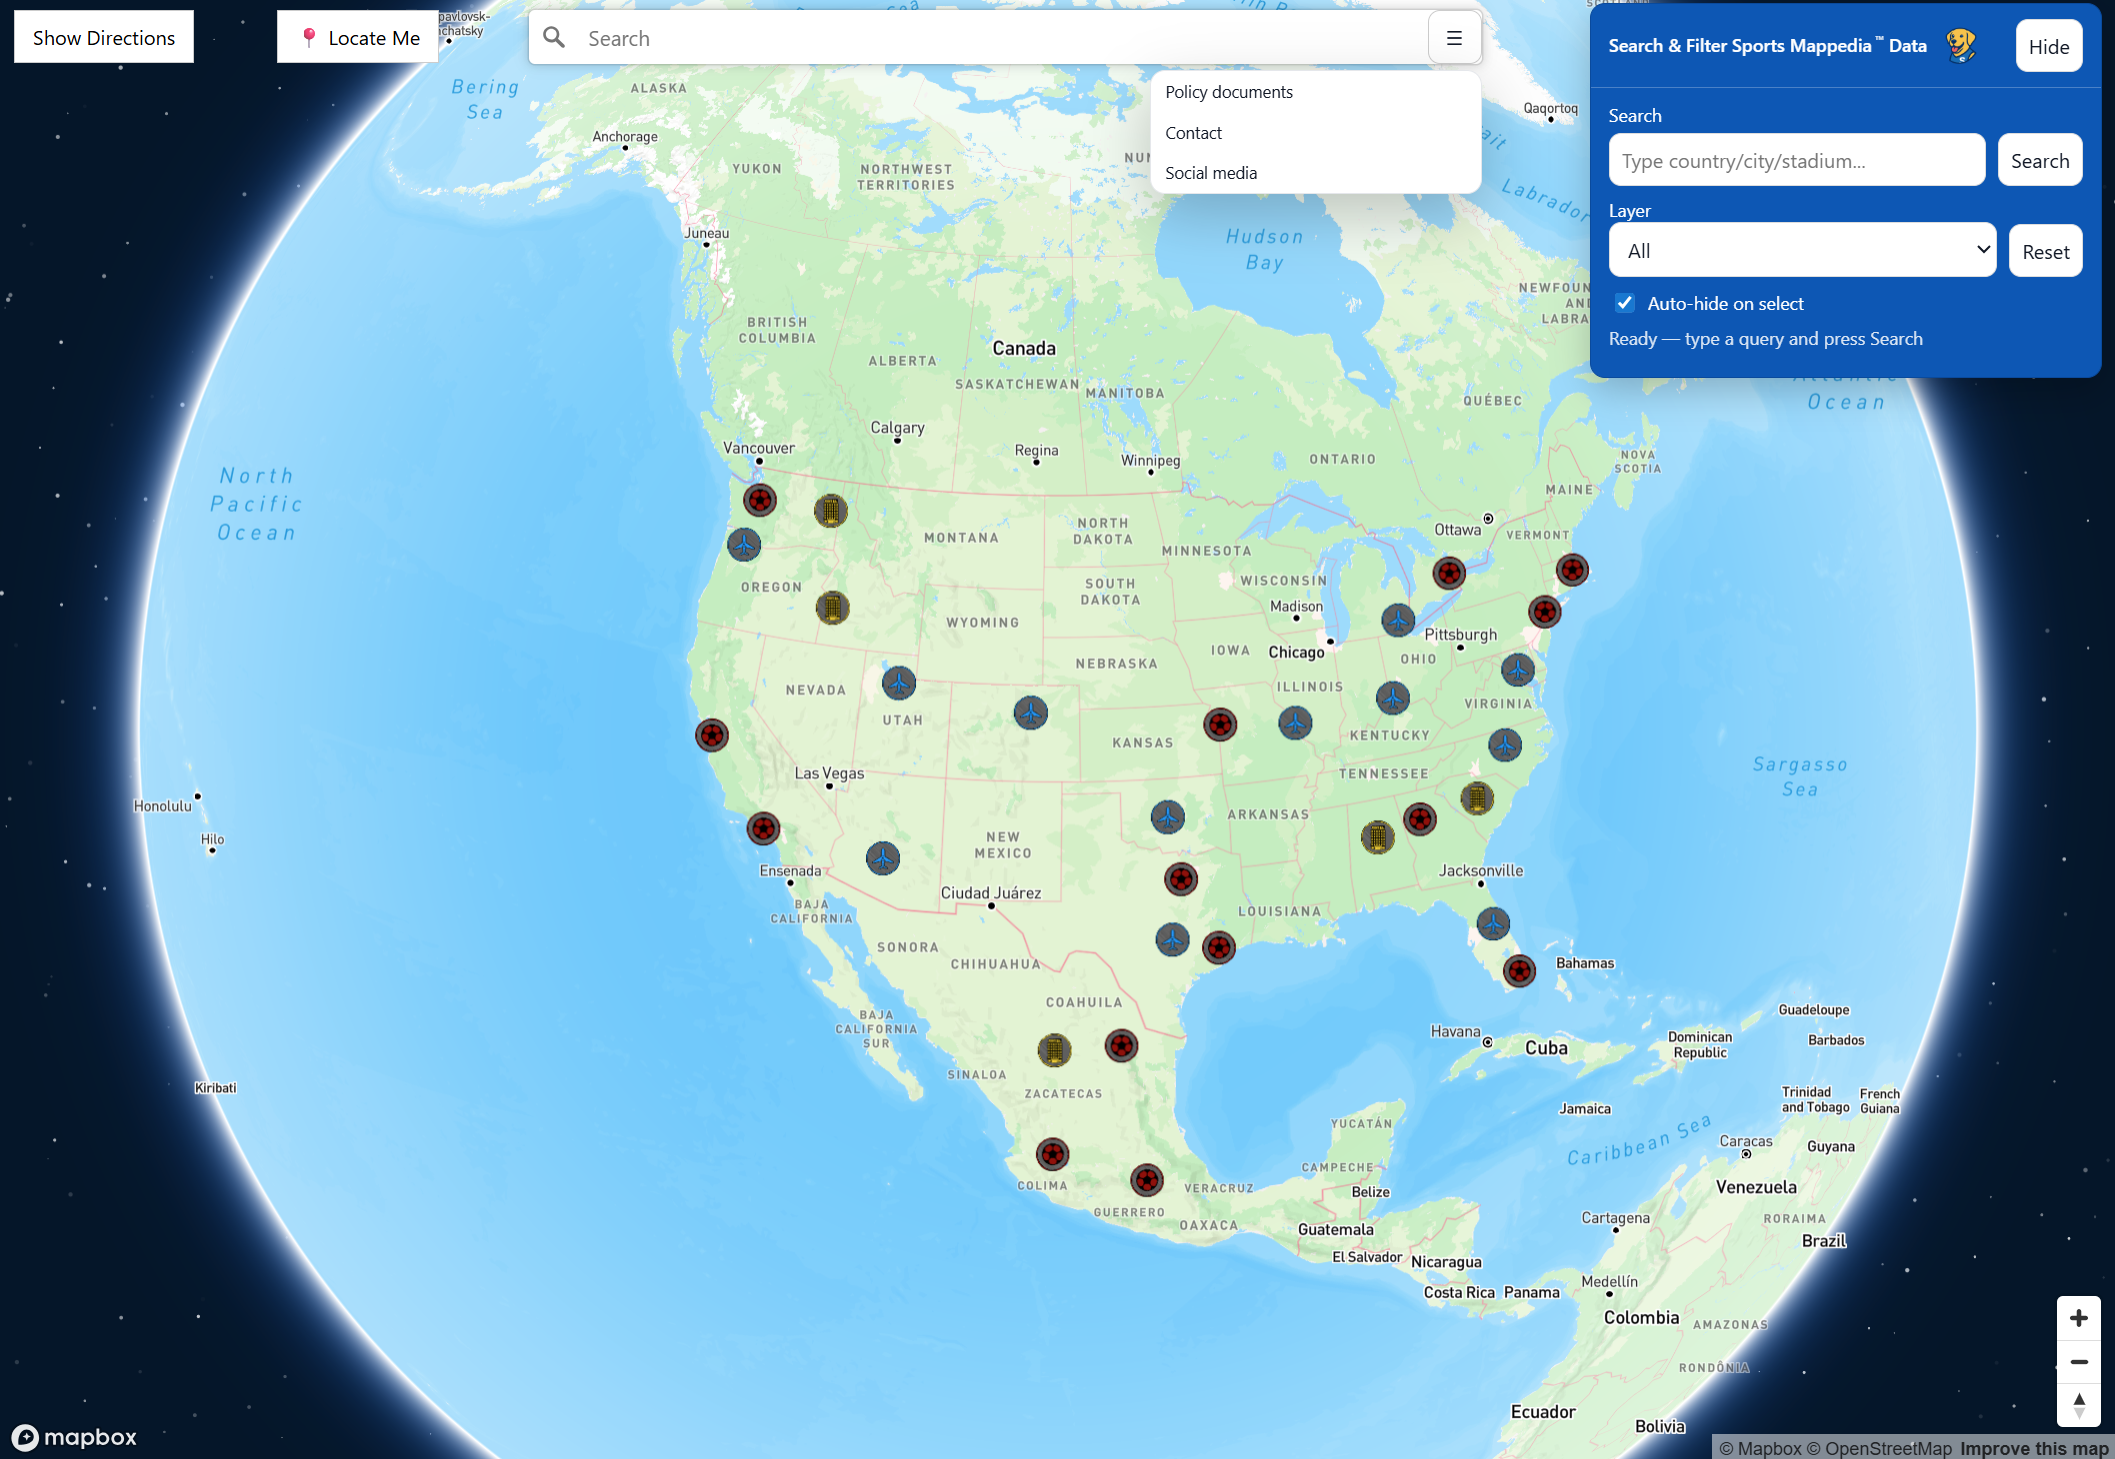 Show Directions
📍 Locate Me
pavlovsk-
chatsky
Search
☰
Policy documents
Contact
Social media
Search & Filter Sports Mappedia™ Data
Hide
Search
Type country/city/stadium...
Search
Layer
All
Reset
Auto-hide on select
Ready — type a query and press Search
Bering
Sea
ALASKA
Anchorage
YUKON
NORTHWEST
TERRITORIES
Qaqortoq
Labrador
Juneau
Hudson
Bay
BRITISH
COLUMBIA
ALBERTA
Canada
SASKATCHEWAN
MANITOBA
QUÉBEC
ONTARIO
Ocean
NOVA
SCOTIA
Calgary
Vancouver
Regina
Winnipeg
North
Pacific
Ocean
MAINE
Ottawa
VERMONT
MONTANA
NORTH
DAKOTA
MINNESOTA
OREGON
SOUTH
DAKOTA
WISCONSIN
Madison
WYOMING
Pittsburgh
IOWA
Chicago
OHIO
NEBRASKA
NEVADA
ILLINOIS
VIRGINIA
UTAH
KANSAS
KENTUCKY
Las Vegas
TENNESSEE
Sargasso
Sea
Honolulu
Hilo
NEW
MEXICO
ARKANSAS
Ensenada
Ciudad Juárez
Jacksonville
BAJA
CALIFORNIA
LOUISIANA
SONORA
CHIHUAHUA
Bahamas
COAHUILA
BAJA
CALIFORNIA
SUR
Havana
Cuba
Dominican
Republic
Guadeloupe
Barbados
SINALOA
ZACATECAS
Kiribati
Jamaica
Trinidad
and Tobago
French
Guiana
YUCATÁN
Caribbean Sea
Caracas
Guyana
CAMPECHE
COLIMA
VERACRUZ
Belize
Venezuela
GUERRERO
OAXACA
Guatemala
Cartagena
RORAIMA
El Salvador
Nicaragua
Brazil
Costa Rica
Panama
Medellín
Colombia
AMAZONAS
RONDÔNIA
Ecuador
Bolivia
mapbox
© Mapbox © OpenStreetMap Improve this map